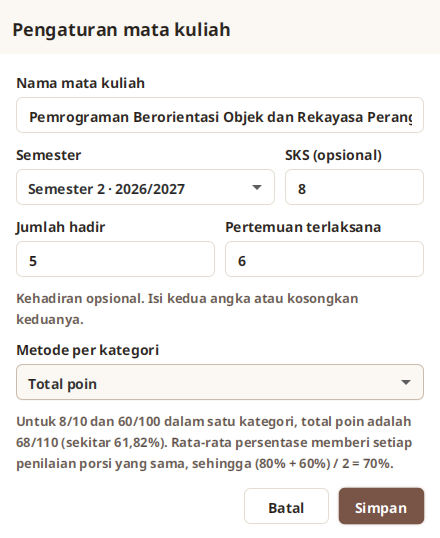 Pengaturan mata kuliah
Nama mata kuliah
Pemrograman Berorientasi Objek dan Rekayasa
Semester
SKS (opsional)
Semester 2 · 2026/2027
8
Jumlah hadir
Pertemuan terlaksana
5
6
Kehadiran opsional. Isi kedua angka atau kosongkan
keduanya.
Metode per kategori
Total poin
Untuk 8/10 dan 60/100 dalam satu kategori, total poin adalah
68/110 (sekitar 61,82%). Rata-rata persentase memberi setiap
penilaian porsi yang sama, sehingga (80% + 60%) / 2 = 70%.
Batal
Simpan